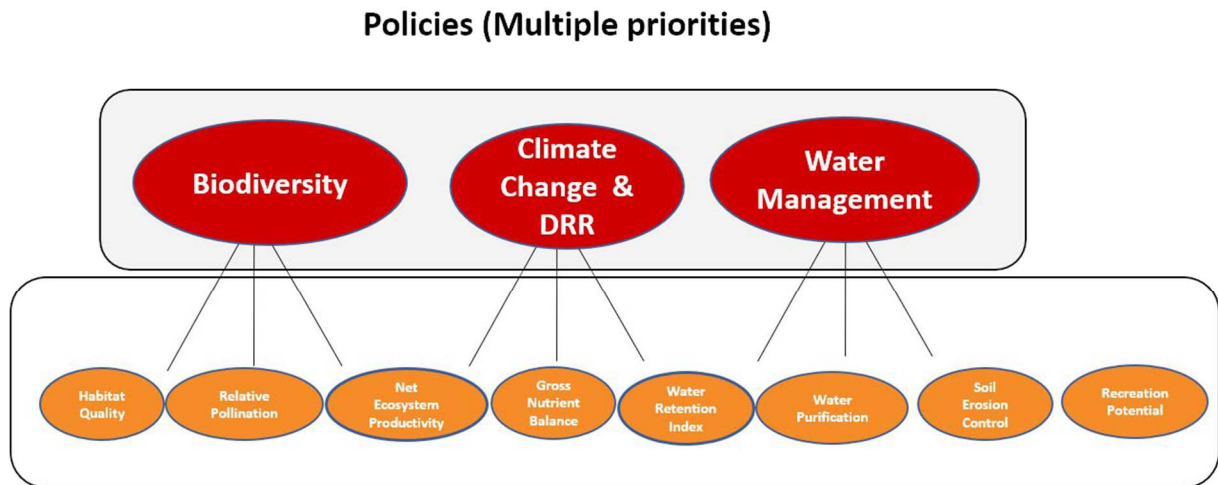 Policies (Multiple priorities)
Biodiversity
Climate
Change & DRR
Water
Management
Habitat
Quality
Relative
Pollination
Net
Ecosystem
Productivity
Gross
Nutrient
Balance
Water
Retention
Index
Water
Purification
Soil
Erosion
Control
Recreation
Potential